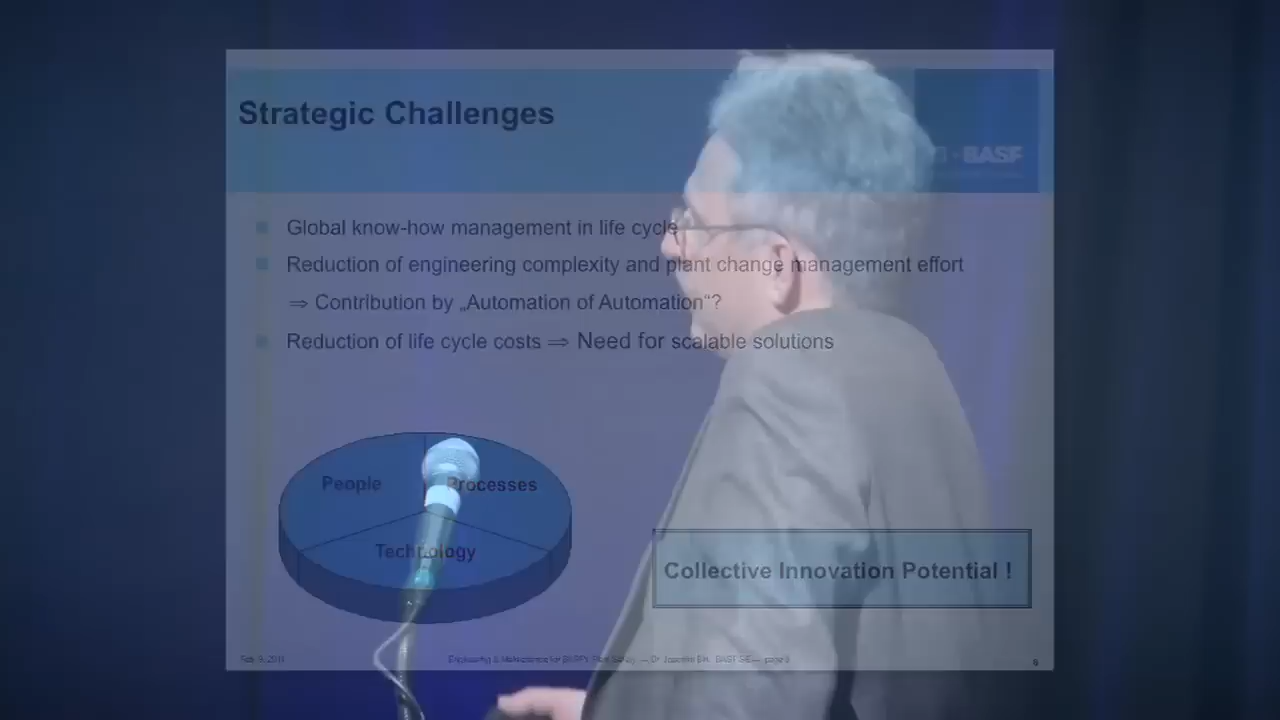 Strategic Challenges
BASF
Global know-how management in life cycle
Reduction of engineering complexity and plant change management effort
⇒ Contribution by „Automation of Automation“?
Reduction of life cycle costs ⇒ Need for scalable solutions
People
Processes
Technology
Collective Innovation Potential !